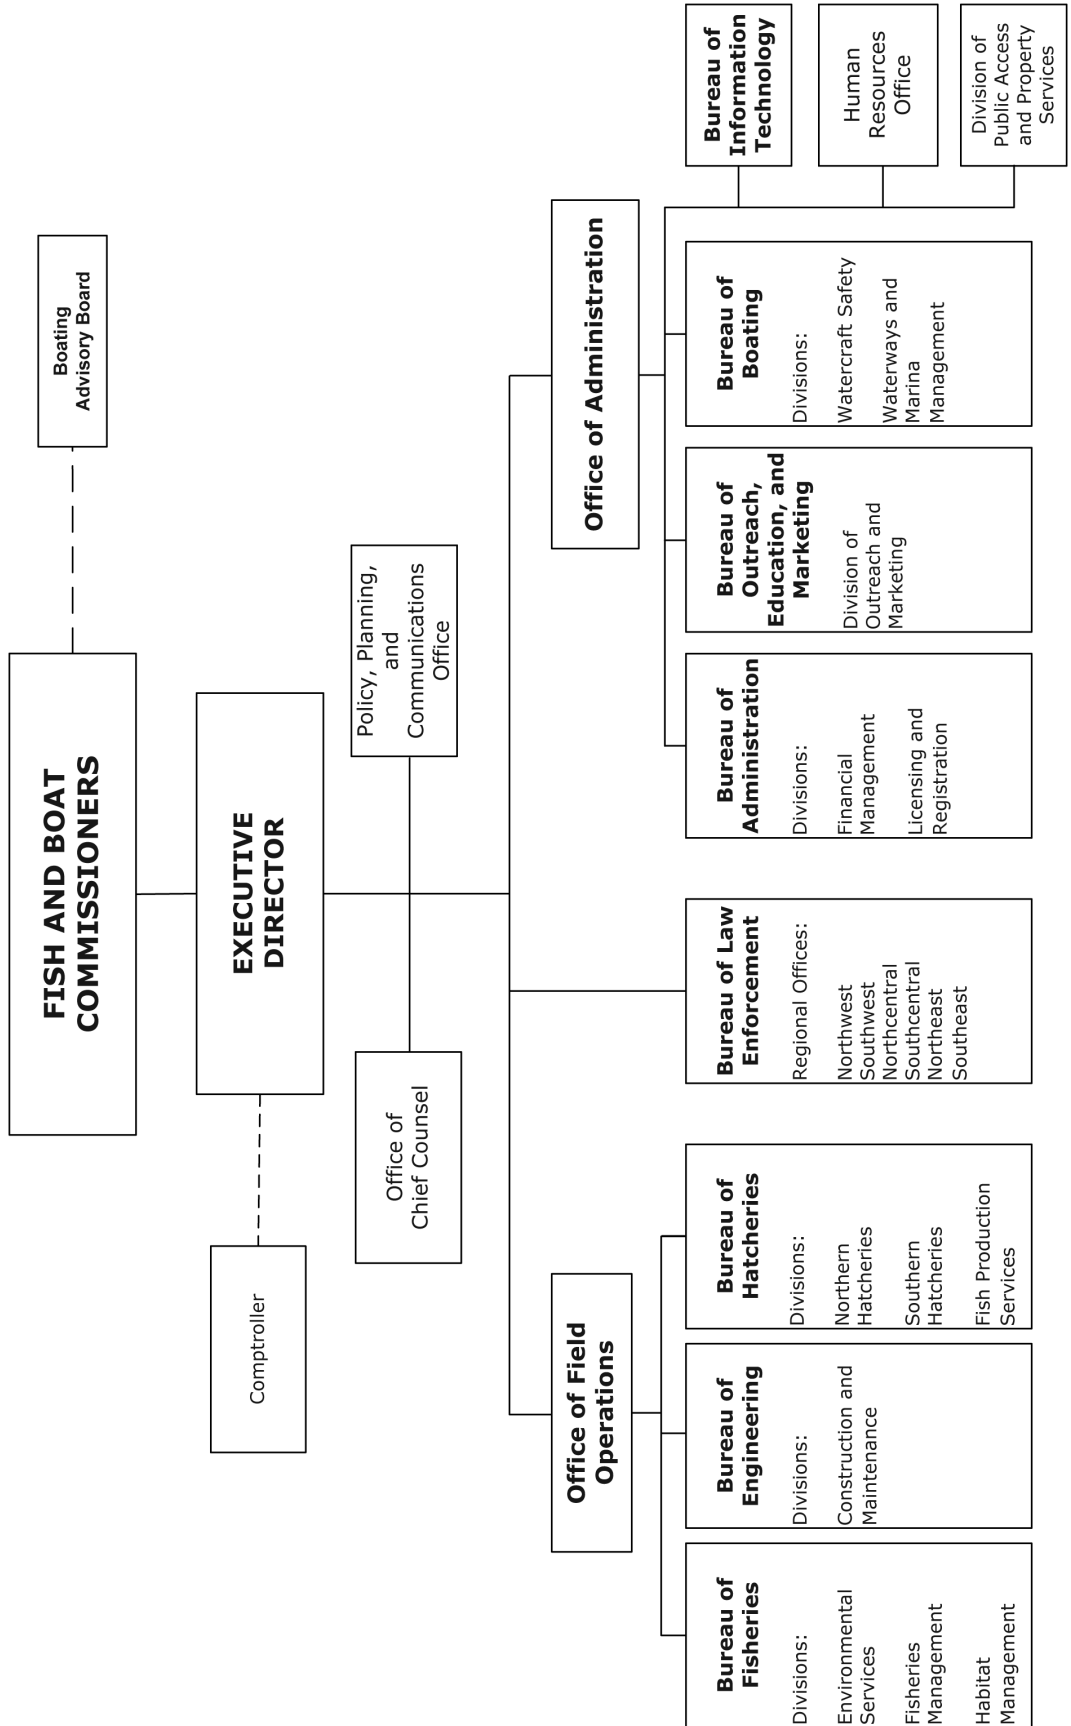 FISH AND BOAT
COMMISSIONERS
Boating
Advisory Board
EXECUTIVE
DIRECTOR
Comptroller
Office of
Chief Counsel
Policy, Planning,
and
Communications
Office
Office of Field
Operations
Office of Administration
Bureau of
Fisheries
Divisions:
Environmental
Services
Fisheries
Management
Habitat
Management
Bureau of
Engineering
Divisions:
Construction and
Maintenance
Bureau of
Hatcheries
Divisions:
Northern
Hatcheries
Southern
Hatcheries
Fish Production
Services
Bureau of Law
Enforcement
Regional Offices:
Northwest
Southwest
Northcentral
Southcentral
Northeast
Southeast
Bureau of
Administration
Divisions:
Financial
Management
Licensing and
Registration
Bureau of
Outreach,
Education, and
Marketing
Division of
Outreach and
Marketing
Bureau of
Boating
Divisions:
Watercraft Safety
Waterways and
Marina
Management
Bureau of
Information
Technology
Human
Resources
Office
Division of
Public Access
and Property
Services